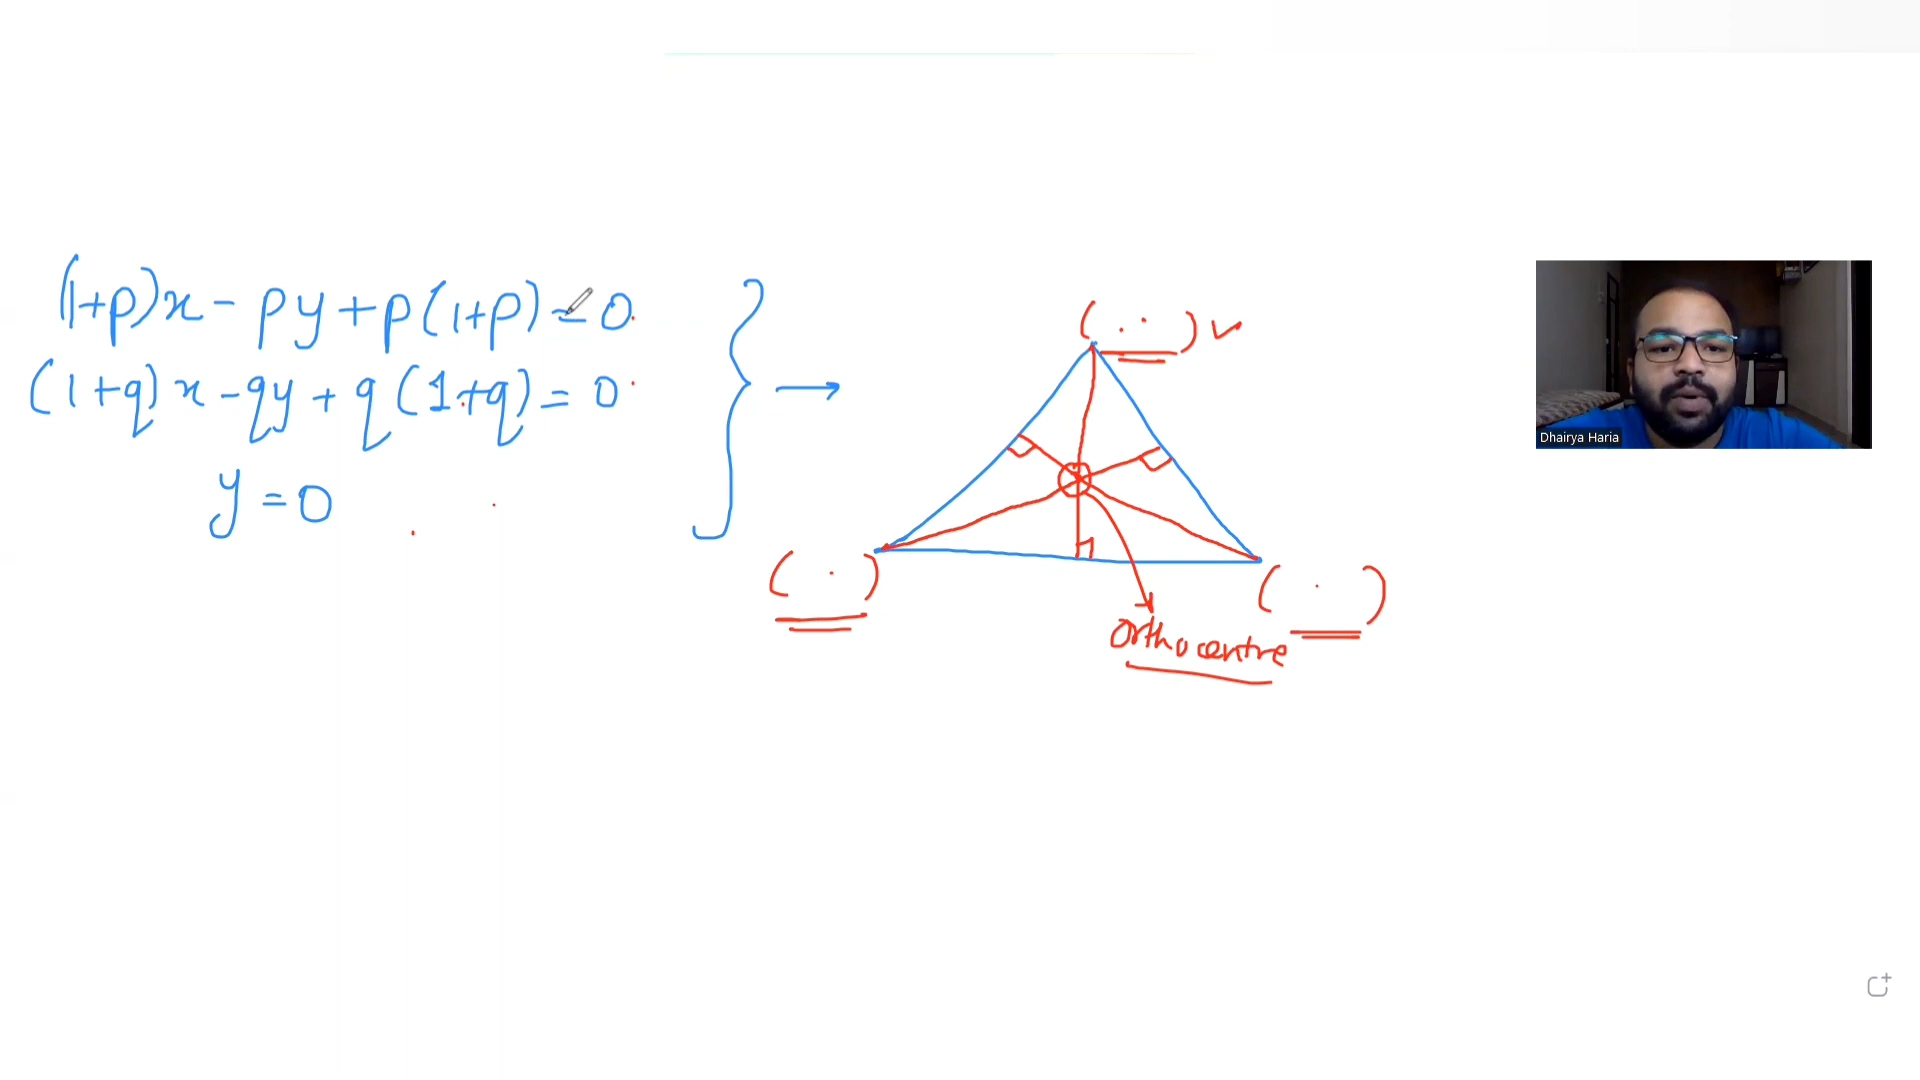 (1+p)x - py + p(1+p) = 0
(1+q)x - qy + q(1+q) = 0
y = 0
orthocentre
Dhairya Haria